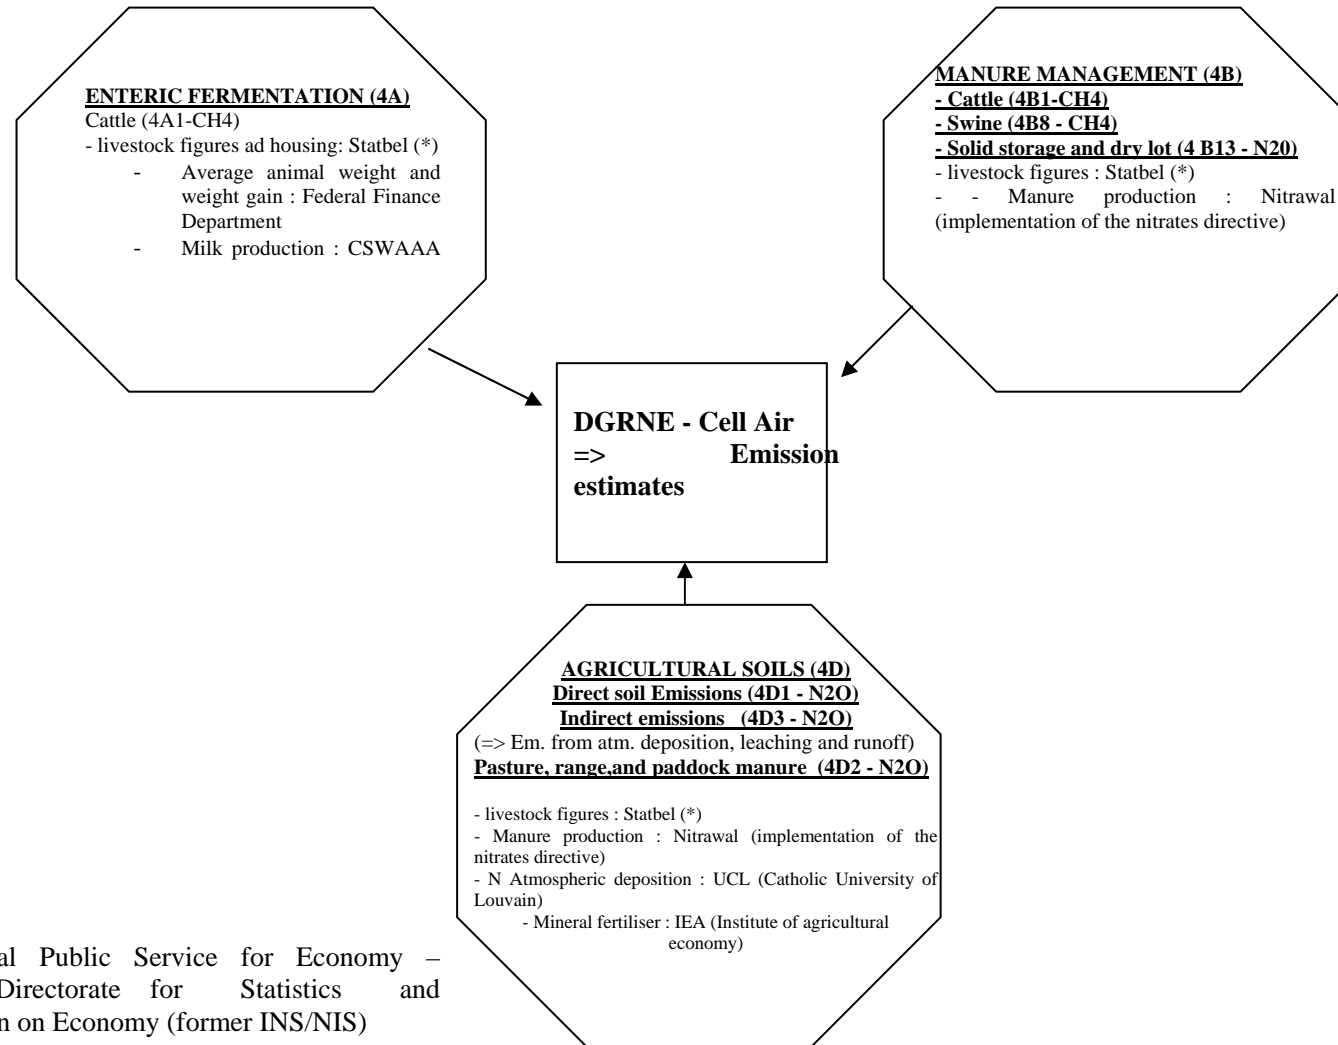 ENTERIC FERMENTATION (4A)
Cattle (4A1-CH4)
- livestock figures ad housing: Statbel (*)
- Average animal weight and
weight gain : Federal Finance
Department
- Milk production : CSWAAA
MANURE MANAGEMENT (4B)
- Cattle (4B1-CH4)
- Swine (4B8 - CH4)
- Solid storage and dry lot (4 B13 - N20)
- livestock figures : Statbel (*)
- - Manure production : Nitrawal
(implementation of the nitrates directive)
DGRNE - Cell Air
=> Emission
estimates
AGRICULTURAL SOILS (4D)
Direct soil Emissions (4D1 - N2O)
Indirect emissions (4D3 - N2O)
(=> Em. from atm. deposition, leaching and runoff)
Pasture, range,and paddock manure (4D2 - N2O)
- livestock figures : Statbel (*)
- Manure production : Nitrawal (implementation of the
nitrates directive)
- N Atmospheric deposition : UCL (Catholic University of
Louvain)
- Mineral fertiliser : IEA (Institute of agricultural
economy)
al Public Service for Economy –
Directorate for Statistics and
n on Economy (former INS/NIS)